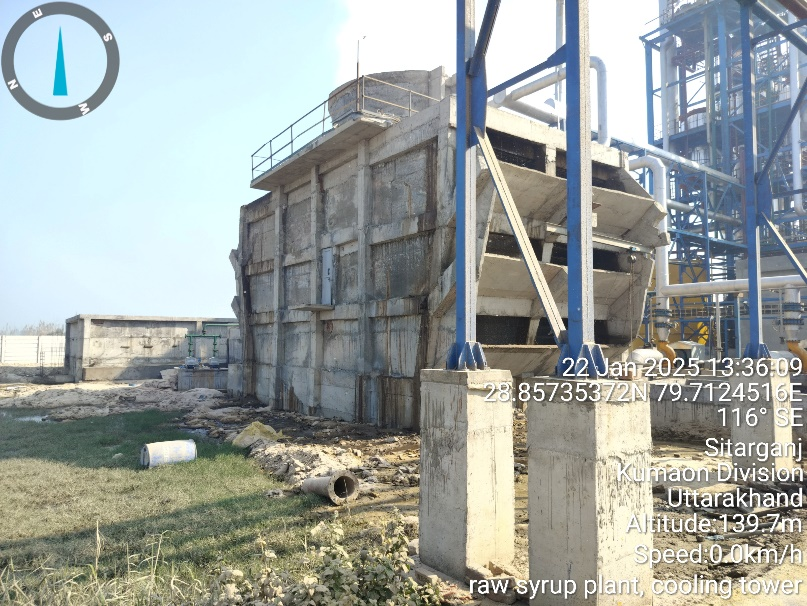 E
S
N
W
22 Jan 2025 13:36:09
28.85735372N 79.7124516E
116° SE
Sitarganj
Kumaon Division
Uttarakhand
Altitude:139.7m
Speed:0.0km/h
raw syrup plant, cooling tower